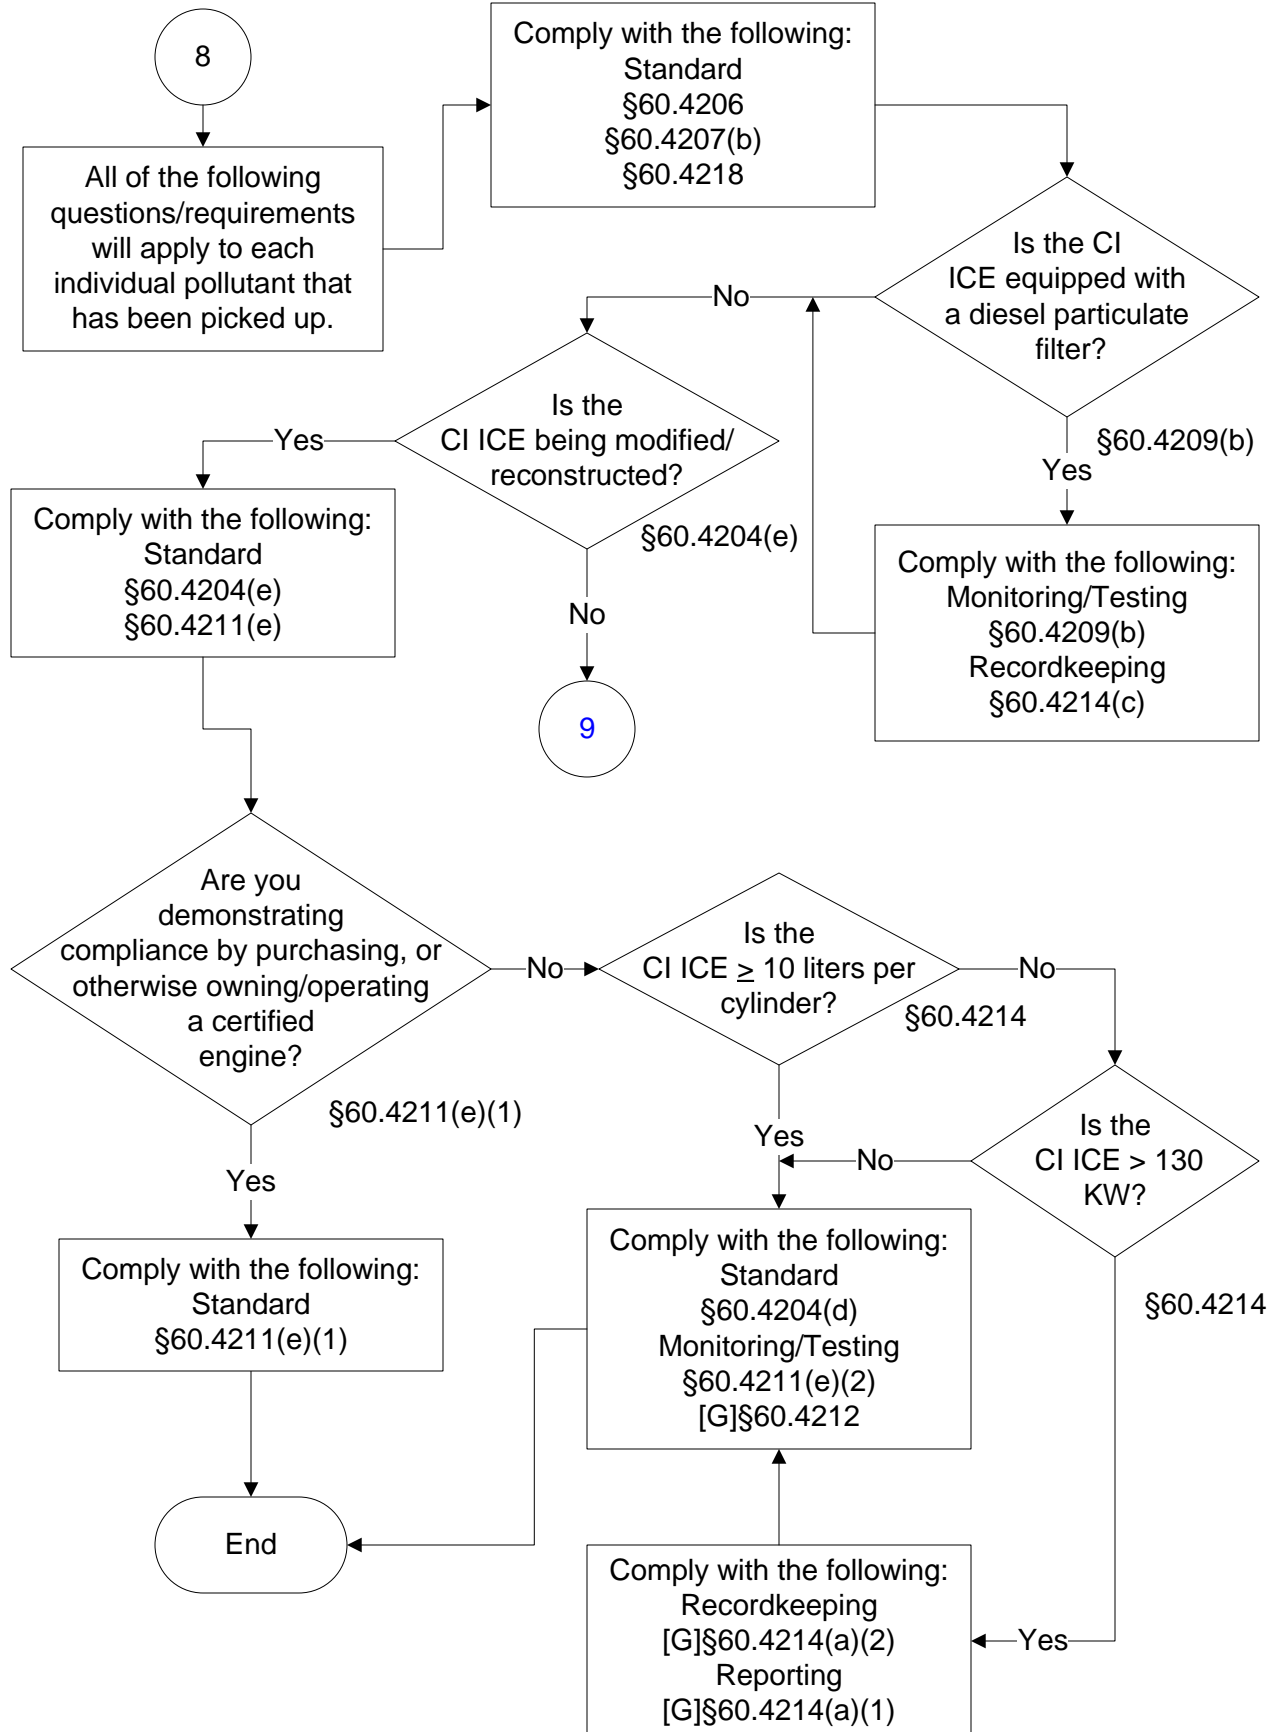 8
All of the following
questions/requirements
will apply to each
individual pollutant that
has been picked up.
Comply with the following:
Standard
§60.4206
§60.4207(b)
§60.4218
Is the CI
ICE equipped with
a diesel particulate
filter?
§60.4209(b)
No
Yes
Comply with the following:
Monitoring/Testing
§60.4209(b)
Recordkeeping
§60.4214(c)
Is the
CI ICE being modified/
reconstructed?
§60.4204(e)
Yes
No
9
Comply with the following:
Standard
§60.4204(e)
§60.4211(e)
Are you
demonstrating
compliance by purchasing, or
otherwise owning/operating
a certified
engine?
§60.4211(e)(1)
No
Yes
Comply with the following:
Standard
§60.4211(e)(1)
End
Is the
CI ICE ≥ 10 liters per
cylinder?
§60.4214
No
Yes
Is the
CI ICE > 130
KW?
§60.4214
No
Yes
Comply with the following:
Standard
§60.4204(d)
Monitoring/Testing
§60.4211(e)(2)
[G]§60.4212
Comply with the following:
Recordkeeping
[G]§60.4214(a)(2)
Reporting
[G]§60.4214(a)(1)